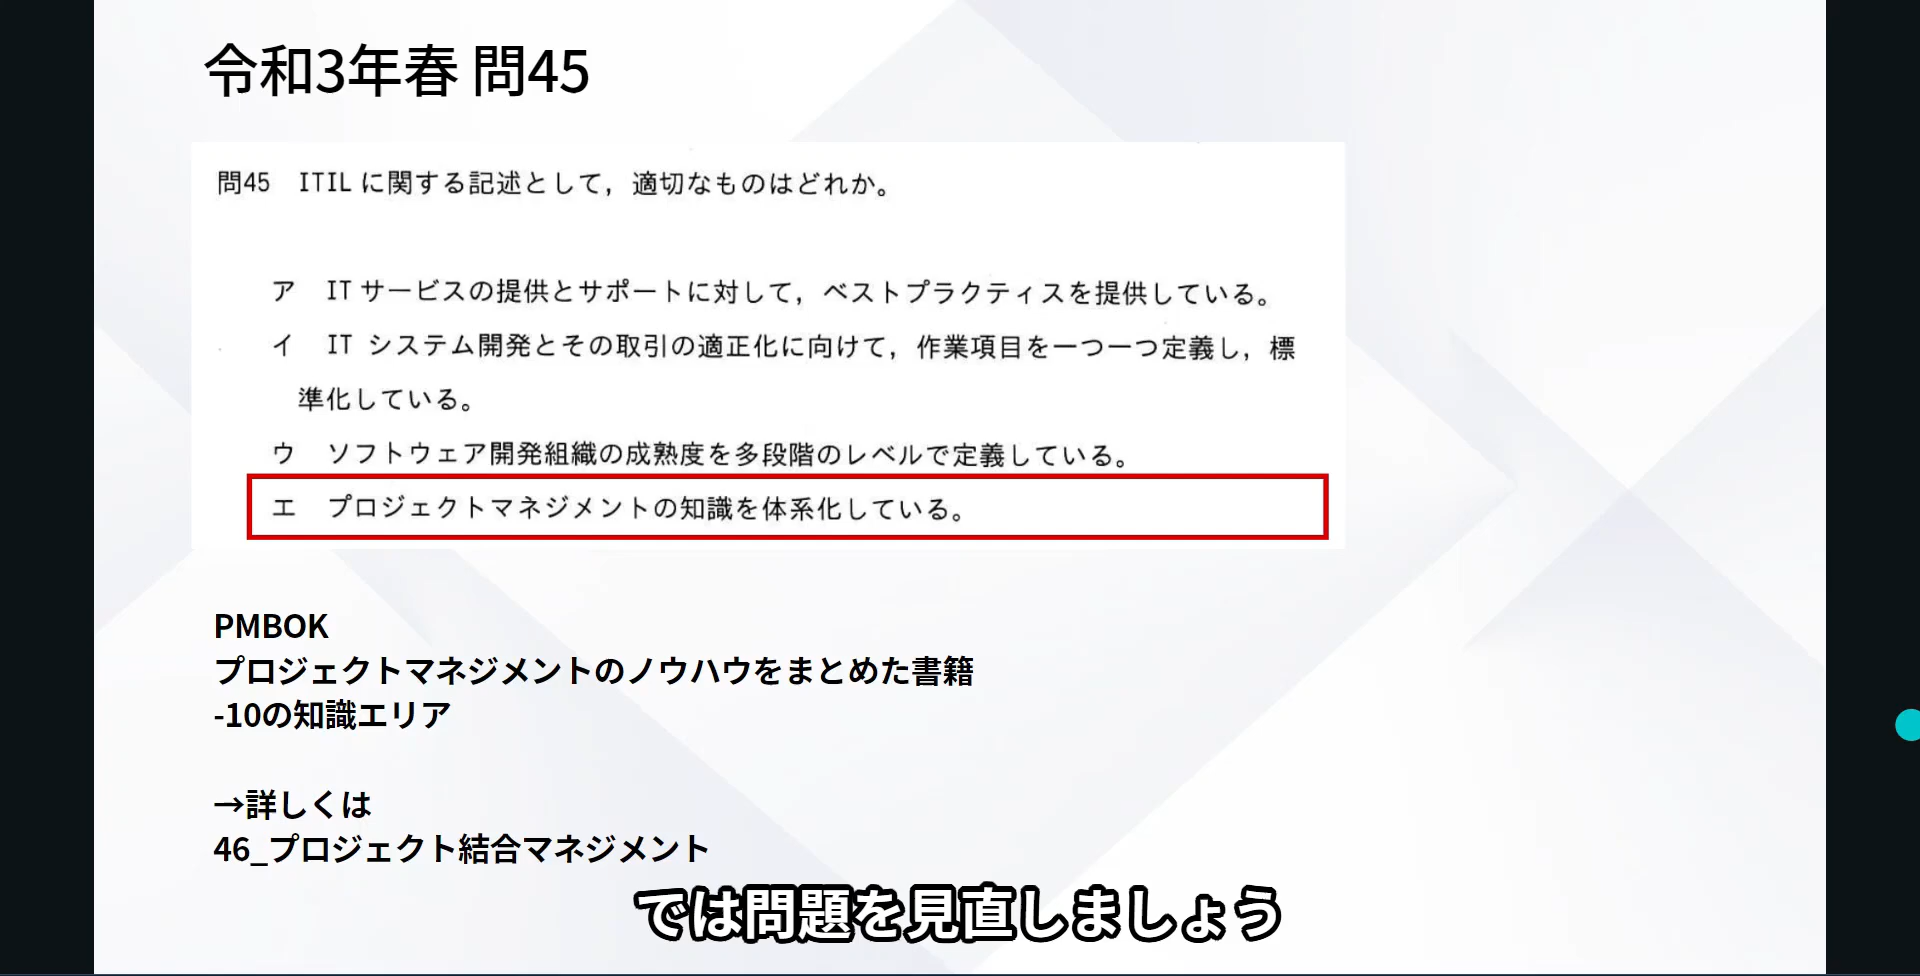 令和3年春 問45
問45 ITIL に関する記述として，適切なものはどれか。
ア IT サービスの提供とサポートに対して，ベストプラクティスを提供している。
イ IT システム開発とその取引の適正化に向けて，作業項目を一つ一つ定義し，標
準化している。
ウ ソフトウェア開発組織の成熟度を多段階のレベルで定義している。
エ プロジェクトマネジメントの知識を体系化している。
PMBOK
プロジェクトマネジメントのノウハウをまとめた書籍
-10の知識エリア
→詳しくは
46_プロジェクト結合マネジメント
では問題を見直しましょう